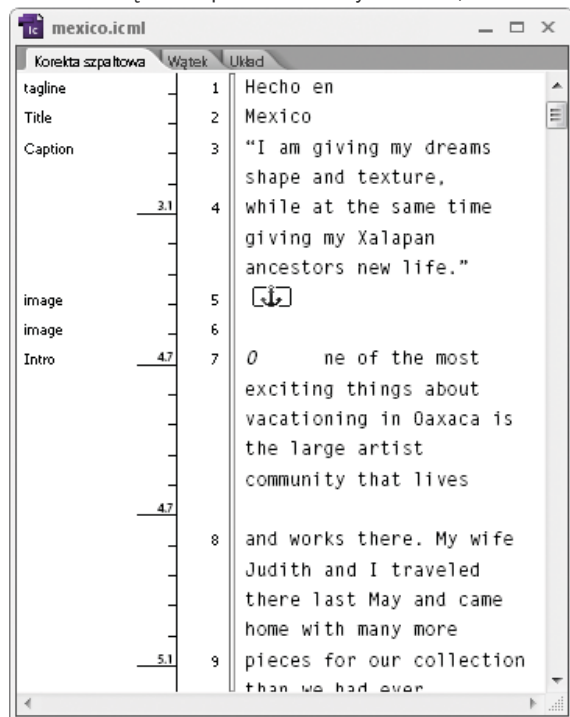 mexico.icml
Korekta szpaltowa Wątek Układ
tagline 1 Hecho en
Title 2 Mexico
Caption 3 “I am giving my dreams
shape and texture,
3.1 4 while at the same time
giving my Xalapan
ancestors new life.”
image 5
image 6
Intro 4.7 7 O ne of the most
exciting things about
vacationing in Oaxaca is
the large artist
community that lives
4.7
8 and works there. My wife
Judith and I traveled
there last May and came
home with many more
5.1 9 pieces for our collection
than we had ever